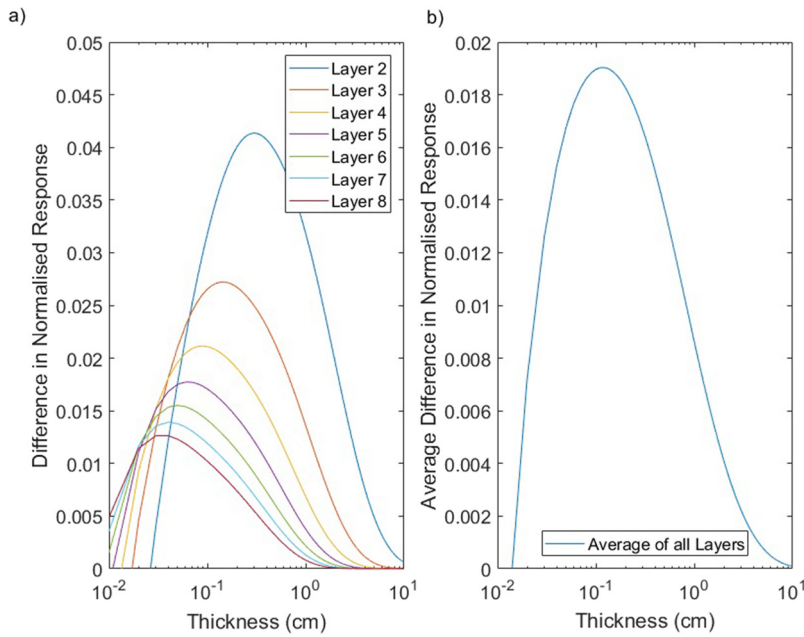 a)
Difference in Normalised Response
0.05
0.045
0.04
0.035
0.03
0.025
0.02
0.015
0.01
0.005
0
Layer 2
Layer 3
Layer 4
Layer 5
Layer 6
Layer 7
Layer 8
10^-2
10^-1
10^0
10^1
Thickness (cm)
b)
Average Difference in Normalised Response
0.02
0.018
0.016
0.014
0.012
0.01
0.008
0.006
0.004
0.002
0
Average of all Layers
10^-2
10^-1
10^0
10^1
Thickness (cm)